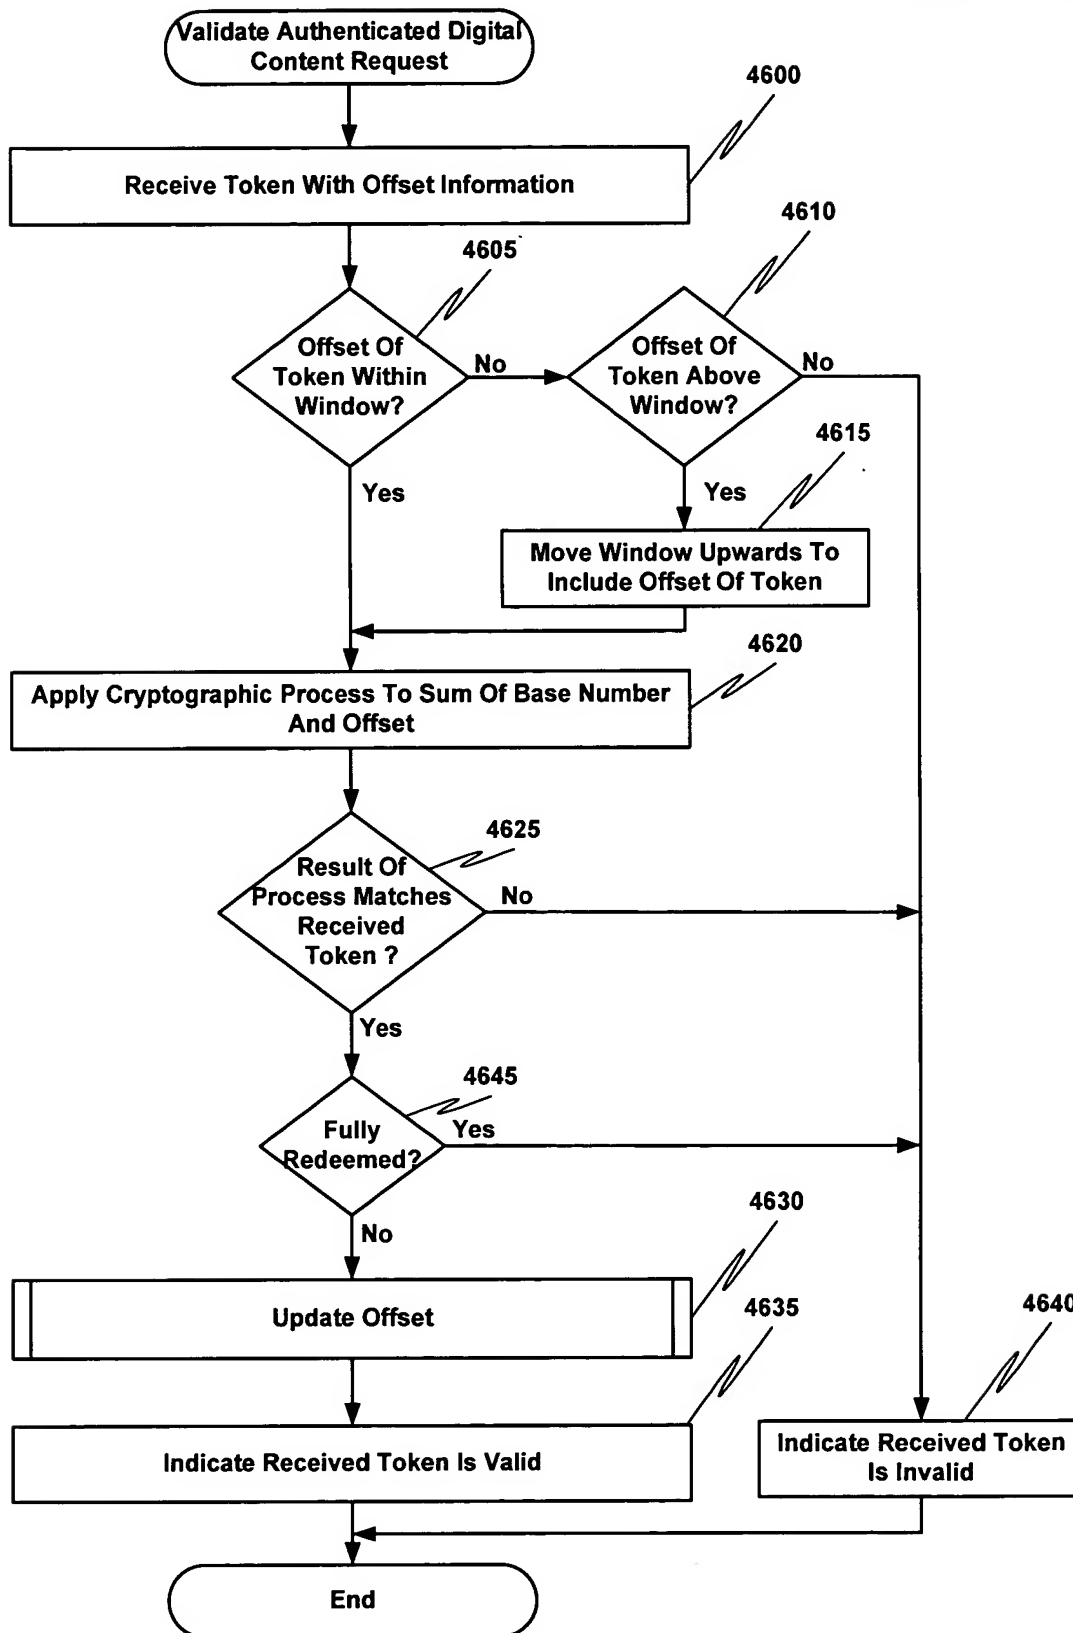 Validate Authenticated Digital
Content Request
4600
Receive Token With Offset Information
4605
4610
Offset Of
Token Within
Window?
No
Offset Of
Token Above
Window?
No
4615
Yes
Yes
Move Window Upwards To
Include Offset Of Token
4620
Apply Cryptographic Process To Sum Of Base Number
And Offset
4625
Result Of
Process Matches
Received
Token ?
No
Yes
4645
Fully
Redeemed?
Yes
No
4630
Update Offset
4635
4640
Indicate Received Token Is Valid
Indicate Received Token
Is Invalid
End